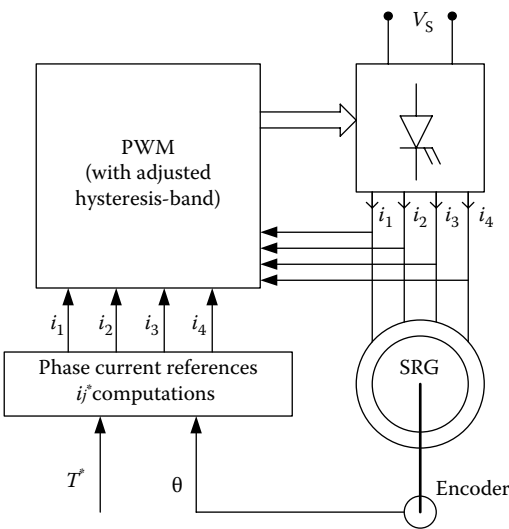 V_S
PWM
(with adjusted
hysteresis-band)
i_1 i_2 i_3 i_4
i_1 i_2 i_3 i_4
Phase current references
i_j^* computations
SRG
T^*
θ
Encoder